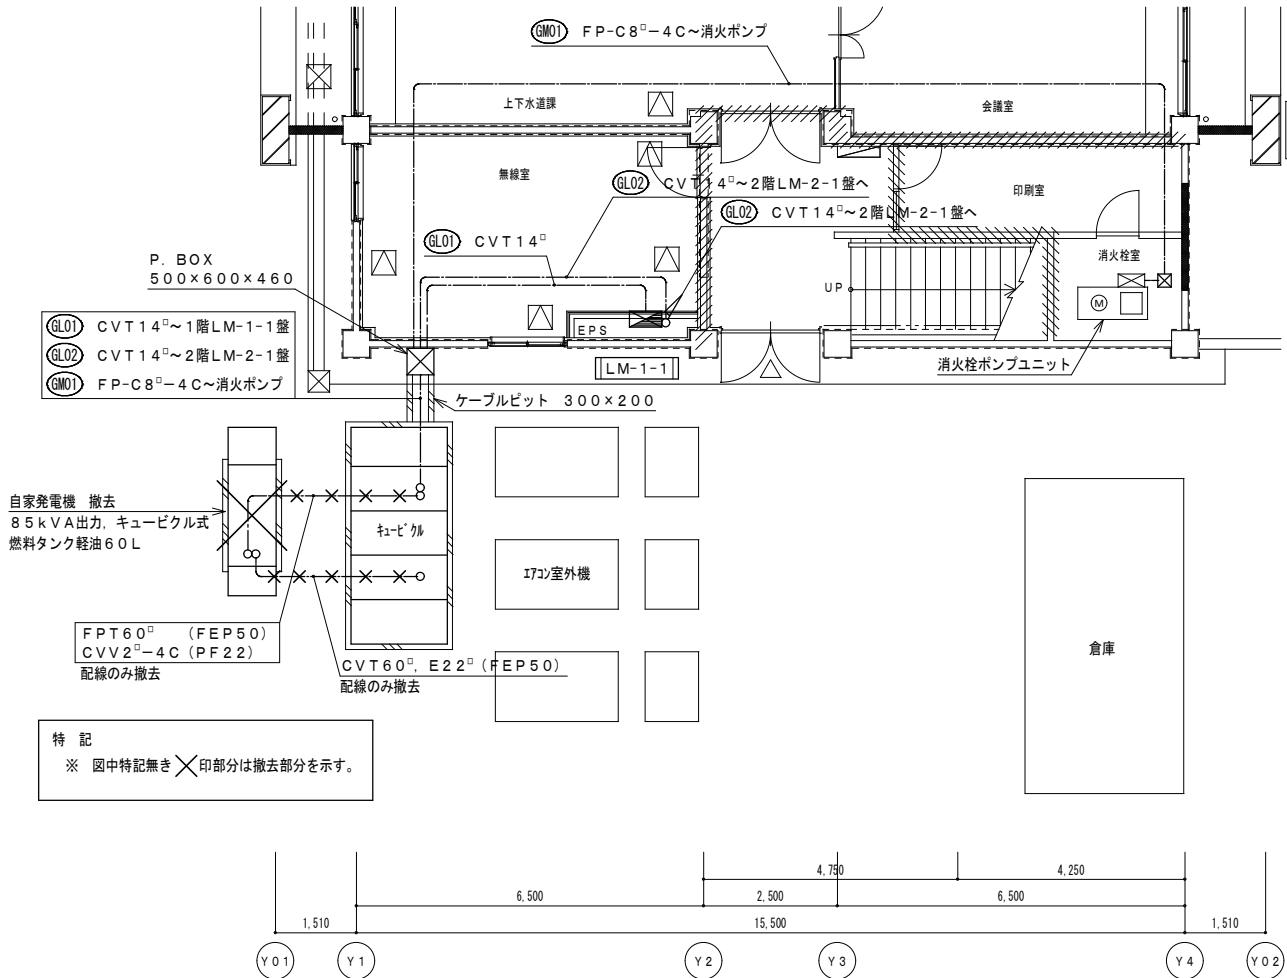 GM01 FP-C8□-4C~消火ポンプ
上下水道課
会議室
無線室
GL02 CVT14□~2階LM-2-1盤へ
印刷室
GL02 CVT14□~2階LM-2-1盤へ
GL01 CVT14□
消火栓室
P. BOX
500×600×460
UP
M
GL01 CVT14□~1階LM-1-1盤
GL02 CVT14□~2階LM-2-1盤
GM01 FP-C8□-4C~消火ポンプ
EPS
LM-1-1
消火栓ポンプユニット
ケーブルピット 300×200
自家発電機 撤去
85kVA出力, キュービクル式
燃料タンク軽油60L
キュービクル
エアコン室外機
FPT60□ (FEP50)
CVV2□-4C(PF22)
配線のみ撤去
CVT60□, E22□(FEP50)
配線のみ撤去
倉庫
特 記
※ 図中特記無き╳印部分は撤去部分を示す。
4,750 4,250
6,500 2,500 6,500
1,510 15,500 1,510
Y01 Y1 Y2 Y3 Y4 Y02